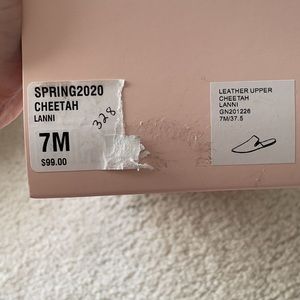 SPRING2020
CHEETAH
LANNI
328
7M
$99.00
LEATHER UPPER
CHEETAH
LANNI
GN201226
7M/37.5